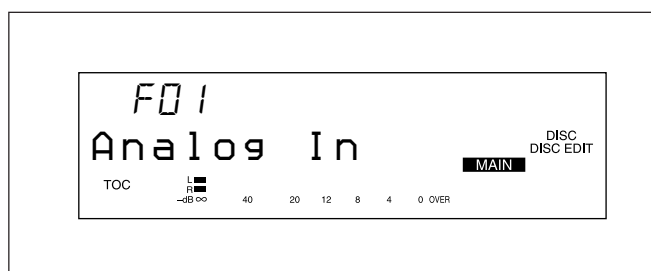 F01
Analog In
DISC
DISC EDIT
MAIN
TOC
L
R
–dB ∞ 40 20 12 8 4 0 OVER